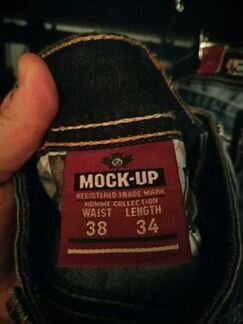 MOCK-UP
REGISTERED TRADE MARK
HOMME COLLECTION
WAIST LENGTH
38 34